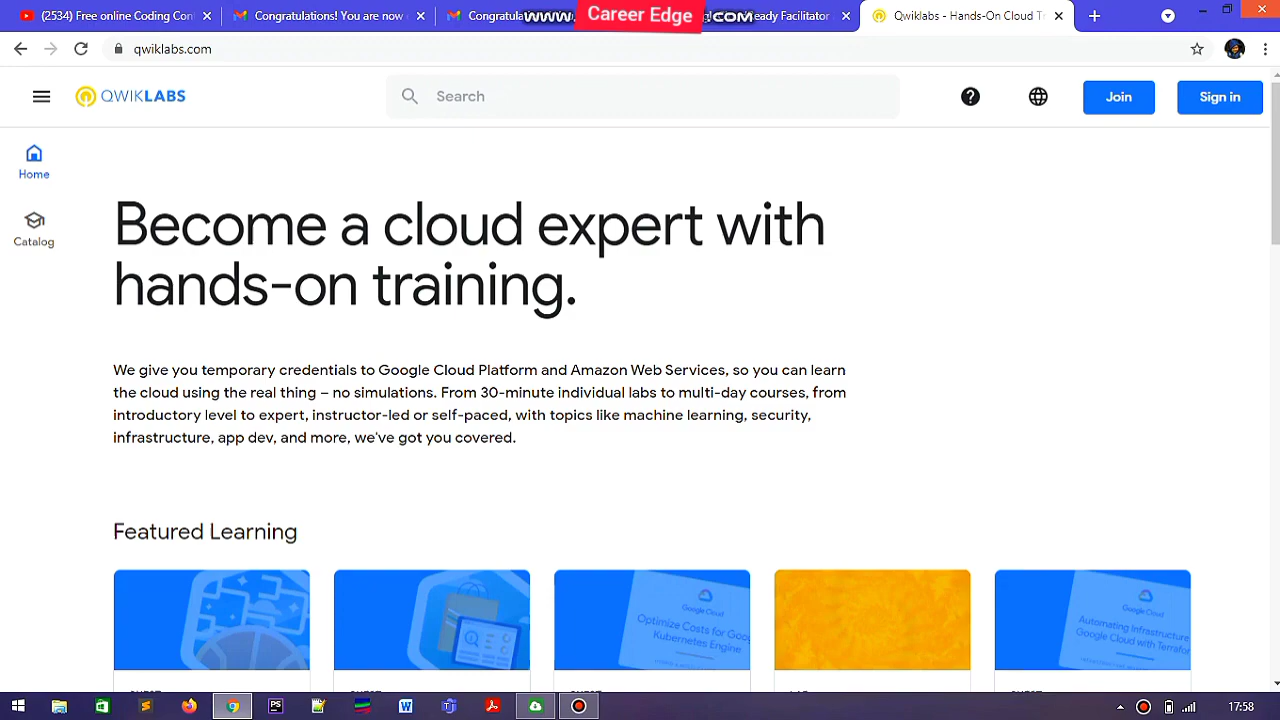 (2534) Free online Coding Con
Congratulations! You are now
Congratula
www.
Career Edge
.com
Ready Facilitator
Qwiklabs - Hands-On Cloud Tr
qwiklabs.com
QWIKLABS
Search
Join
Sign in
Home
Catalog
Become a cloud expert with
hands-on training.
We give you temporary credentials to Google Cloud Platform and Amazon Web Services, so you can learn
the cloud using the real thing – no simulations. From 30-minute individual labs to multi-day courses, from
introductory level to expert, instructor-led or self-paced, with topics like machine learning, security,
infrastructure, app dev, and more, we've got you covered.
Featured Learning
Google Cloud
Optimize Costs for Goog
Kubernetes Engine
Google Cloud
Automating Infrastructure
Google Cloud with Terrafor
PS
17:58